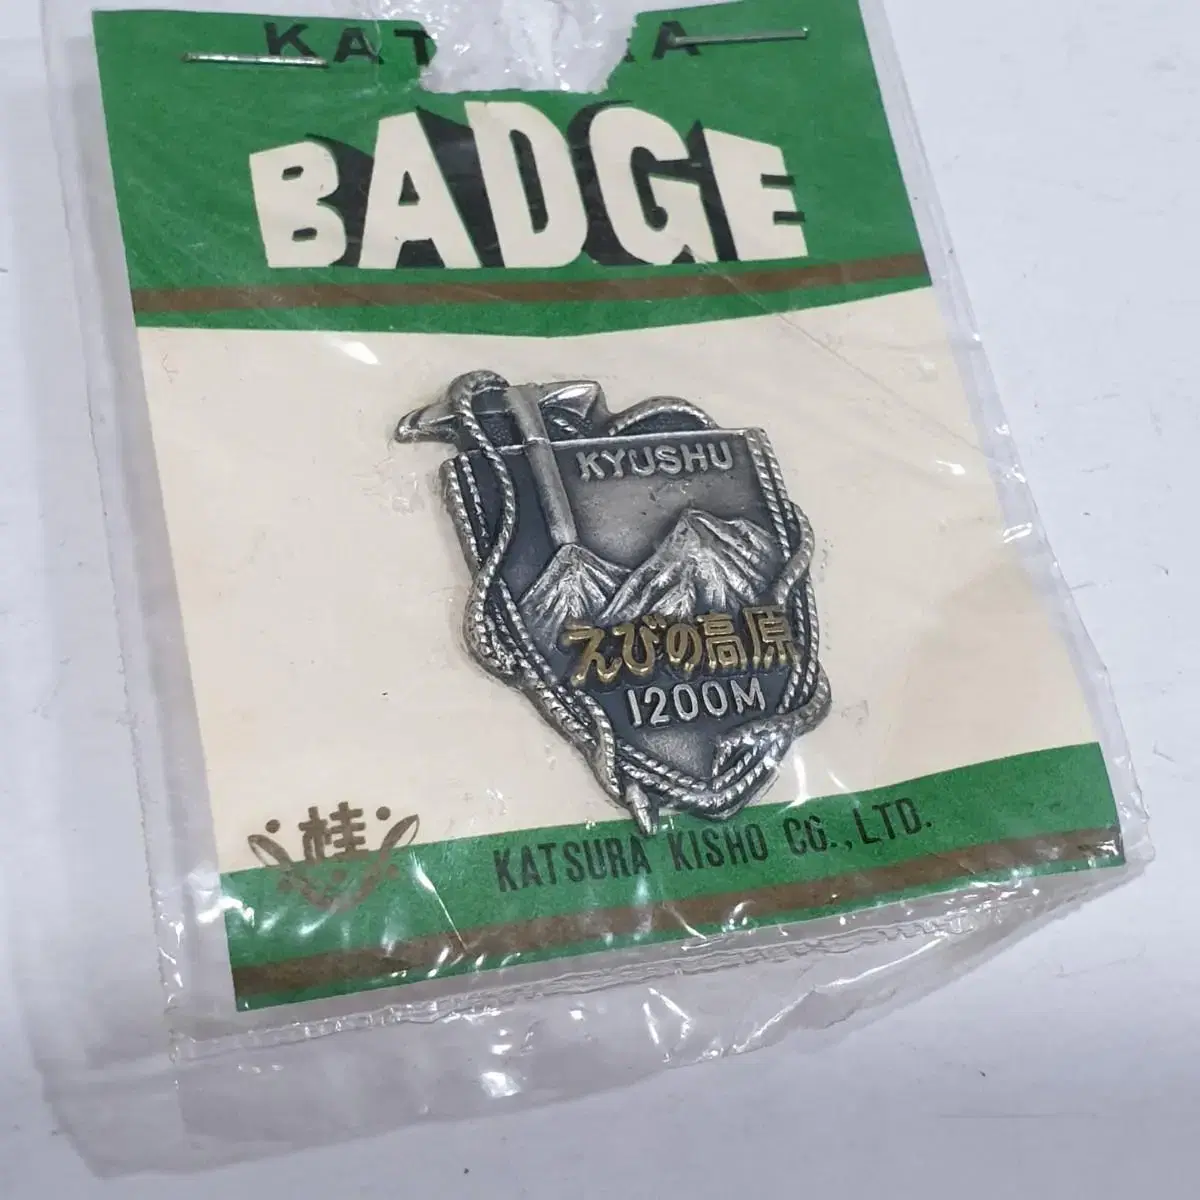 BADGE
KYUSHU
えびの高原
1200M
桂
KATSURA KISHO CO., LTD.